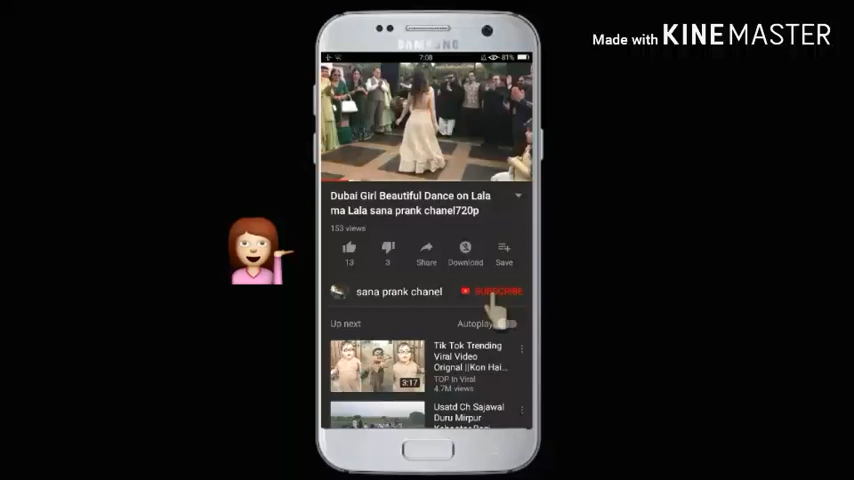 Made with KINEMASTER
SAMSUNG
7:08
81%
Dubai Girl Beautiful Dance on Lala
ma Lala sana prank chanel720p
153 views
13
3
Share
Download
Save
sana prank chanel
SUBSCRIBE
Up next
Autoplay
Tik Tok Trending
Viral Video
Orignal ||Kon Hai...
TOP In Viral
4.7M views
3:17
Usatd Ch Sajawal
Duru Mirpur